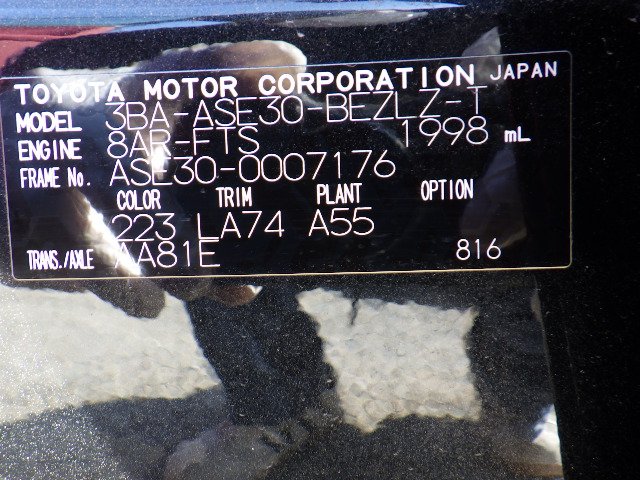 TOYOTA MOTOR CORPORATION JAPAN
MODEL 3BA-ASE30-BEZLZ-T
ENGINE 8AR-FTS 1998 mL
FRAME No. ASE30-0007176
COLOR TRIM PLANT OPTION
223 LA74 A55
TRANS./AXLE AA81E 816